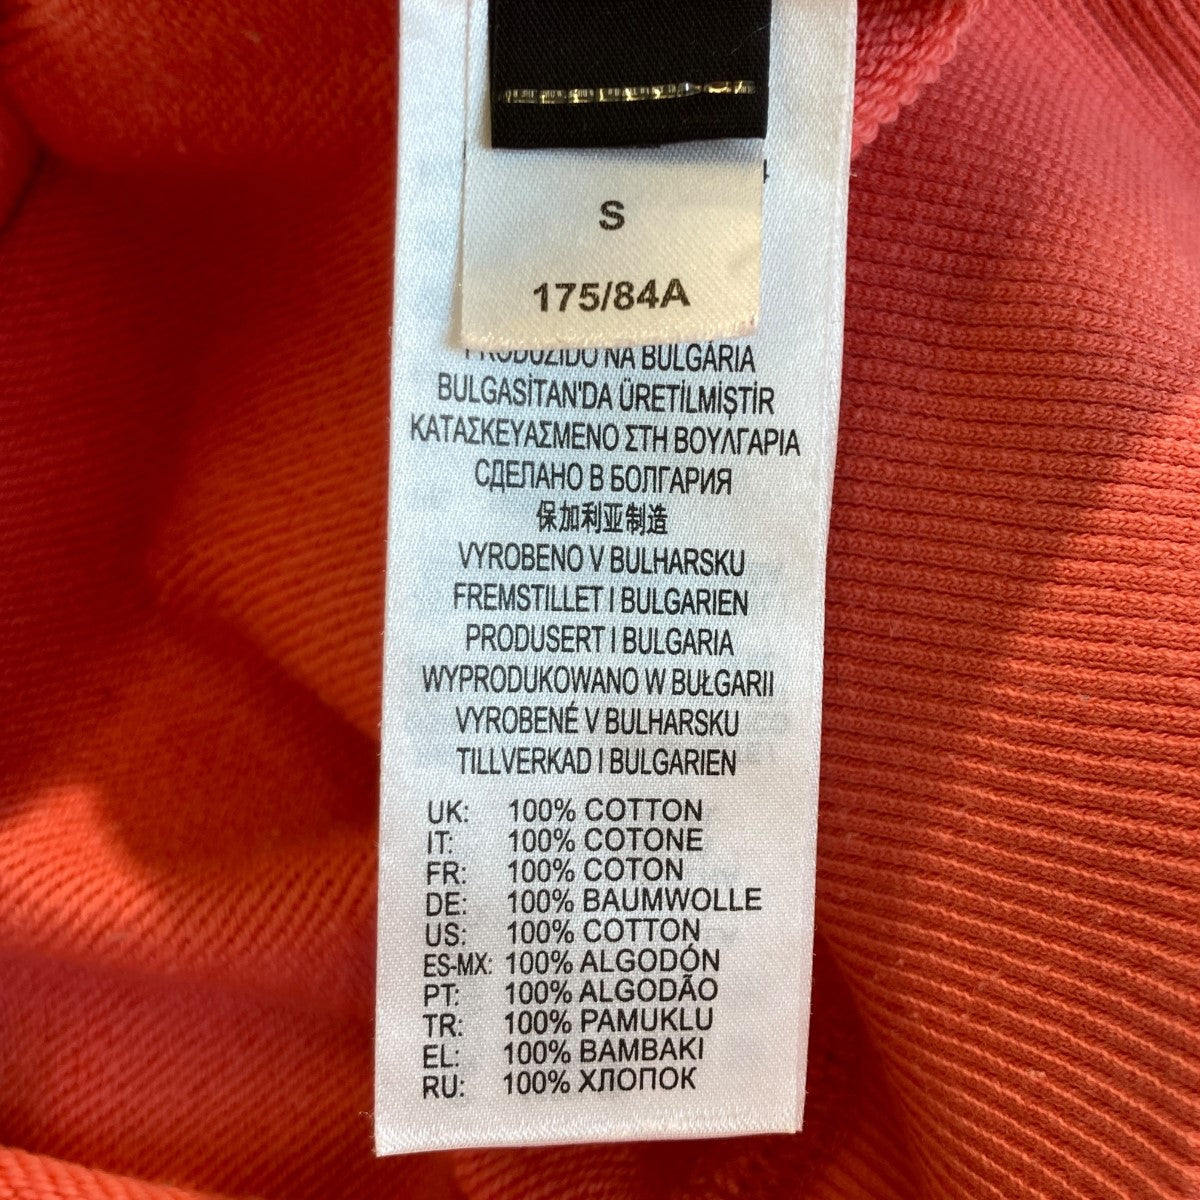 S
175/84A
PRODUZIDO NA BULGÁRIA
BULGASİTAN'DA ÜRETİLMİŞTİR
ΚΑΤΑΣΚΕΥΑΣΜΕΝΟ ΣΤΗ ΒΟΥΛΓΑΡΙΑ
СДЕЛАНО В БОЛГАРИЯ
保加利亚制造
VYROBENO V BULHARSKU
FREMSTILLET I BULGARIEN
PRODUSERT I BULGARIA
WYPRODUKOWANO W BUŁGARII
VYROBENÉ V BULHARSKU
TILLVERKAD I BULGARIEN
UK: 100% COTTON
IT: 100% COTONE
FR: 100% COTON
DE: 100% BAUMWOLLE
US: 100% COTTON
ES-MX: 100% ALGODÓN
PT: 100% ALGODÃO
TR: 100% PAMUKLU
EL: 100% ΒΑΜΒΑΚΙ
RU: 100% ХЛОПОК